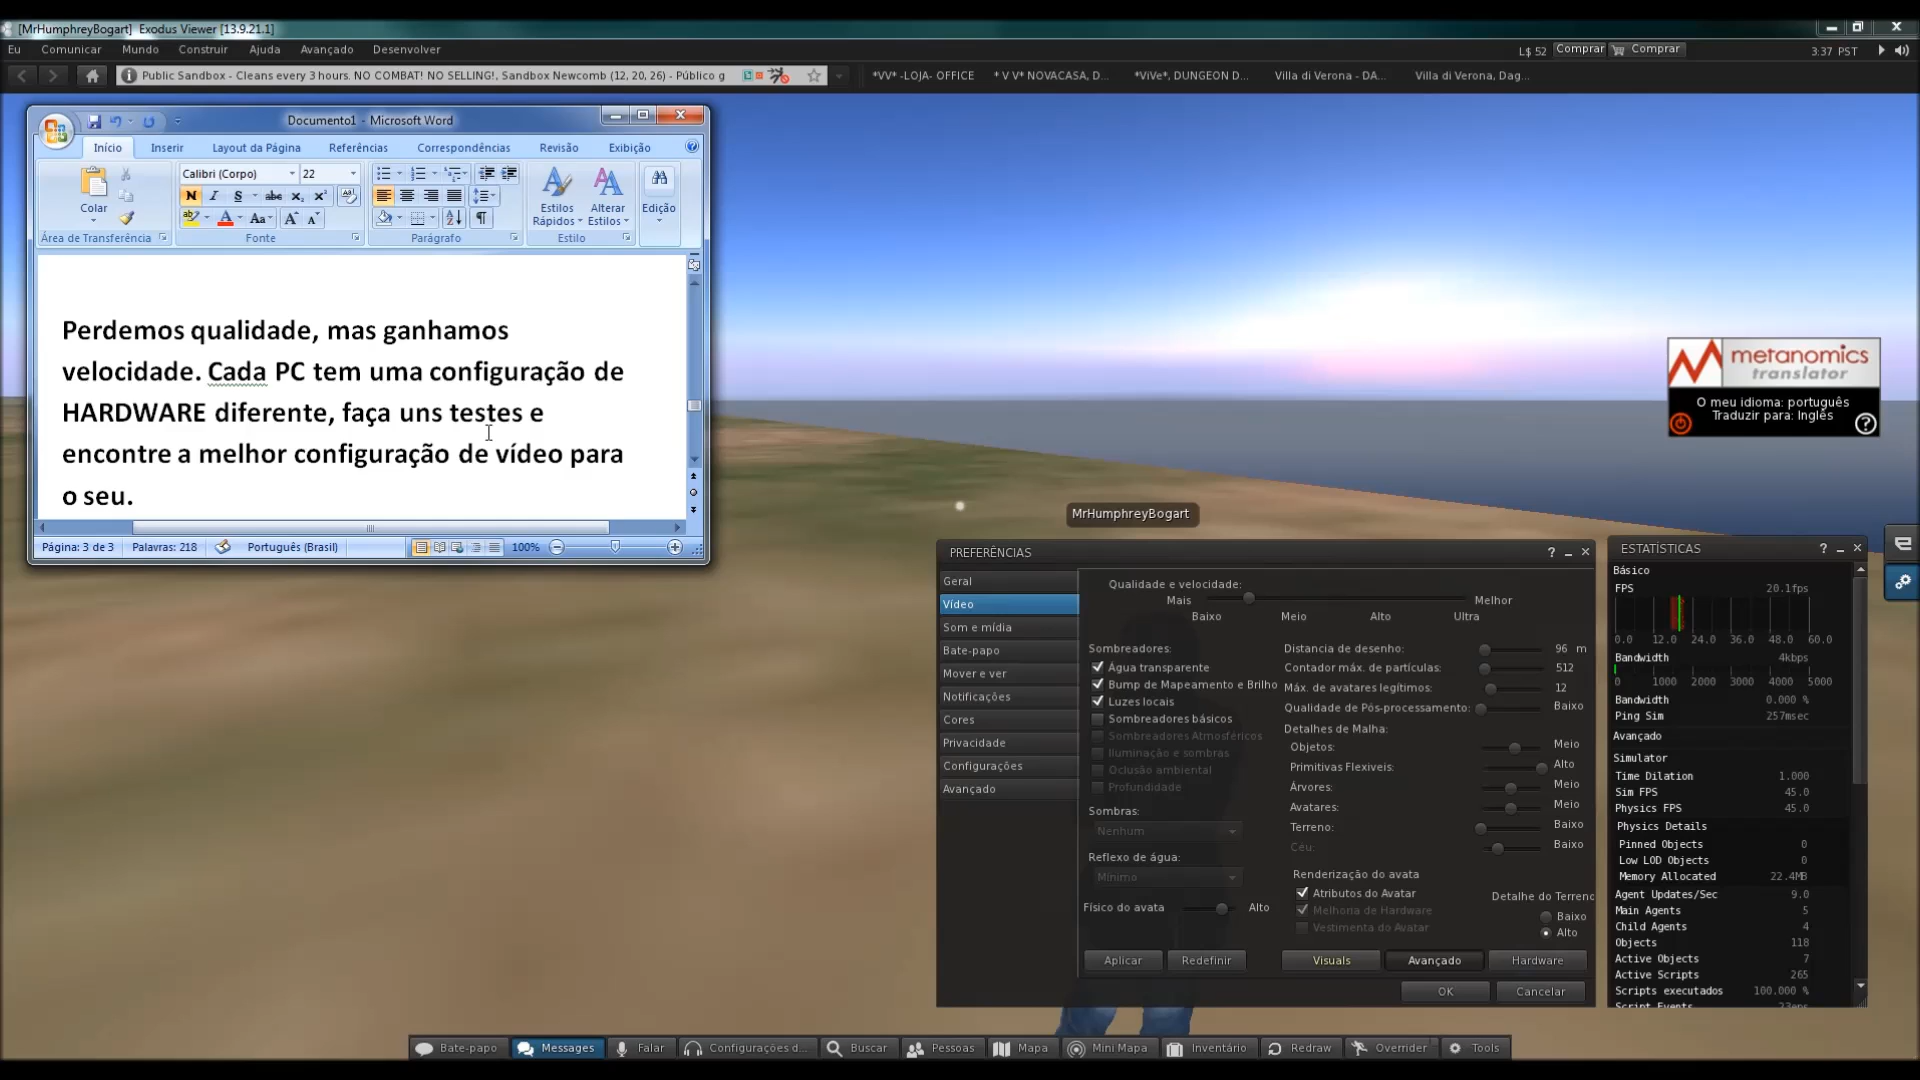 [MrHumphreyBogart] Exodus Viewer [13.9.21.1]
Eu Comunicar Mundo Construir Ajuda Avançado Desenvolver
L$ 52 Comprar Comprar 3:37 PST
Public Sandbox - Cleans every 3 hours. NO COMBAT! NO SELLING!, Sandbox Newcomb (12, 20, 26) - Público g
*VV* -LOJA- OFFICE * V V* NOVACASA, D... *ViVe*, DUNGEON D... Villa di Verona - DA... Villa di Verona, Dag...
Documento1 - Microsoft Word
Início Inserir Layout da Página Referências Correspondências Revisão Exibição
Calibri (Corpo) 22
Colar
Estilos Rápidos
Alterar Estilos
Edição
Área de Transferência Fonte Parágrafo Estilo
Perdemos qualidade, mas ganhamos
velocidade. Cada PC tem uma configuração de
HARDWARE diferente, faça uns testes e
encontre a melhor configuração de vídeo para
o seu.
Página: 3 de 3 Palavras: 218 Português (Brasil) 100%
metanomics
translator
O meu idioma: português
Traduzir para: Inglês
MrHumphreyBogart
PREFERÊNCIAS
Geral
Vídeo
Som e mídia
Bate-papo
Mover e ver
Notificações
Cores
Privacidade
Configurações
Avançado
Qualidade e velocidade:
Mais Melhor
Baixo Meio Alto Ultra
Sombreadores:
Água transparente
Bump de Mapeamento e Brilho
Luzes locais
Sombreadores básicos
Sombreadores Atmosféricos
Iluminação e sombras
Oclusão ambiental
Profundidade
Sombras:
Nenhum
Reflexo de água:
Mínimo
Físico do avata Alto
Distancia de desenho: 96 m
Contador máx. de partículas: 512
Máx. de avatares legítimos: 12
Qualidade de Pós-processamento: Baixo
Detalhes de Malha:
Objetos: Meio
Primitivas Flexiveis: Alto
Árvores: Meio
Avatares: Meio
Terreno: Baixo
Céu: Baixo
Renderização do avata
Atributos do Avatar
Melhoria de Hardware
Vestimenta do Avatar
Detalhe do Terrenc
Baixo
Alto
Aplicar Redefinir Visuals Avançado Hardware
OK Cancelar
ESTATÍSTICAS
Básico
FPS 20.1fps
0.0 12.0 24.0 36.0 48.0 60.0
Bandwidth 4kbps
0 1000 2000 3000 4000 5000
Bandwidth 0.000 %
Ping Sim 257msec
Avançado
Simulator
Time Dilation 1.000
Sim FPS 45.0
Physics FPS 45.0
Physics Details
Pinned Objects 0
Low LOD Objects 0
Memory Allocated 22.4MB
Agent Updates/Sec 9.0
Main Agents 5
Child Agents 4
Objects 118
Active Objects 7
Active Scripts 265
Scripts executados 100.000 %
Script Events 23eps
Bate-papo Messages Falar Configurações d... Buscar Pessoas Mapa Mini Mapa Inventário Redraw Overrider Tools